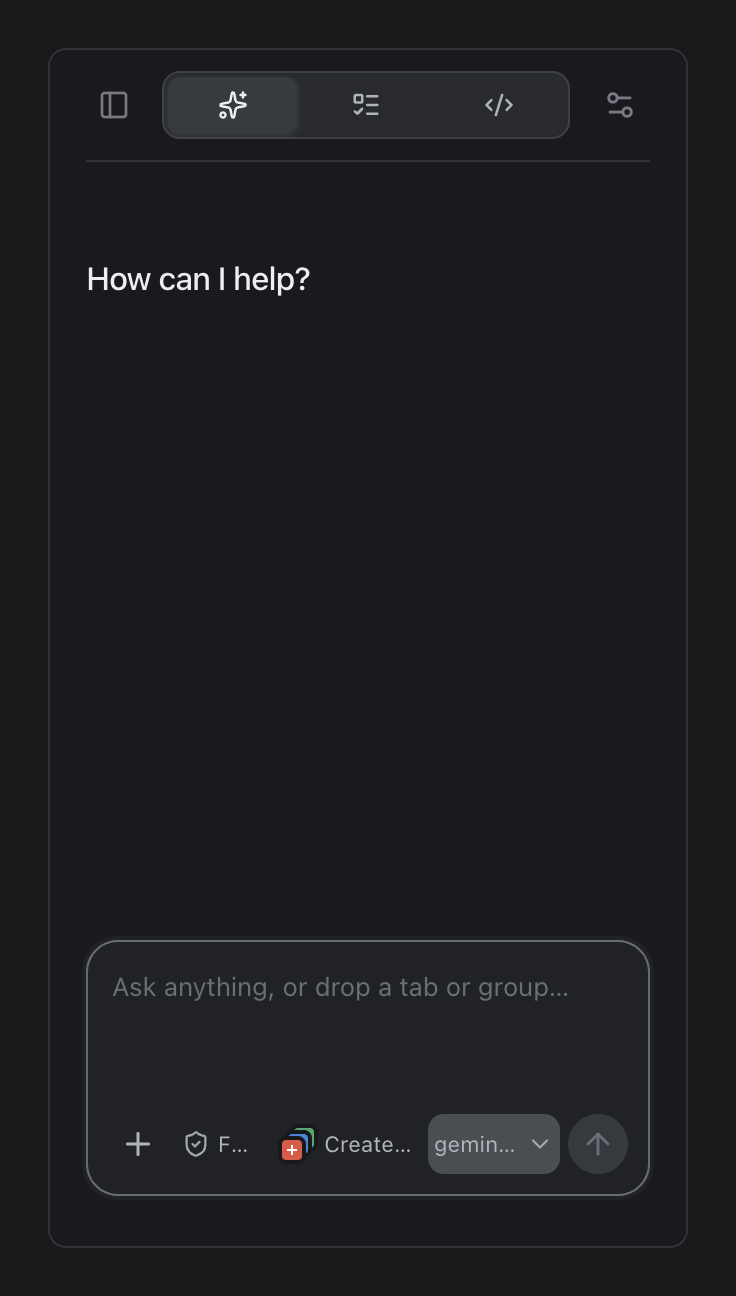 How can I help?
Ask anything, or drop a tab or group...
F... Create... gemin...